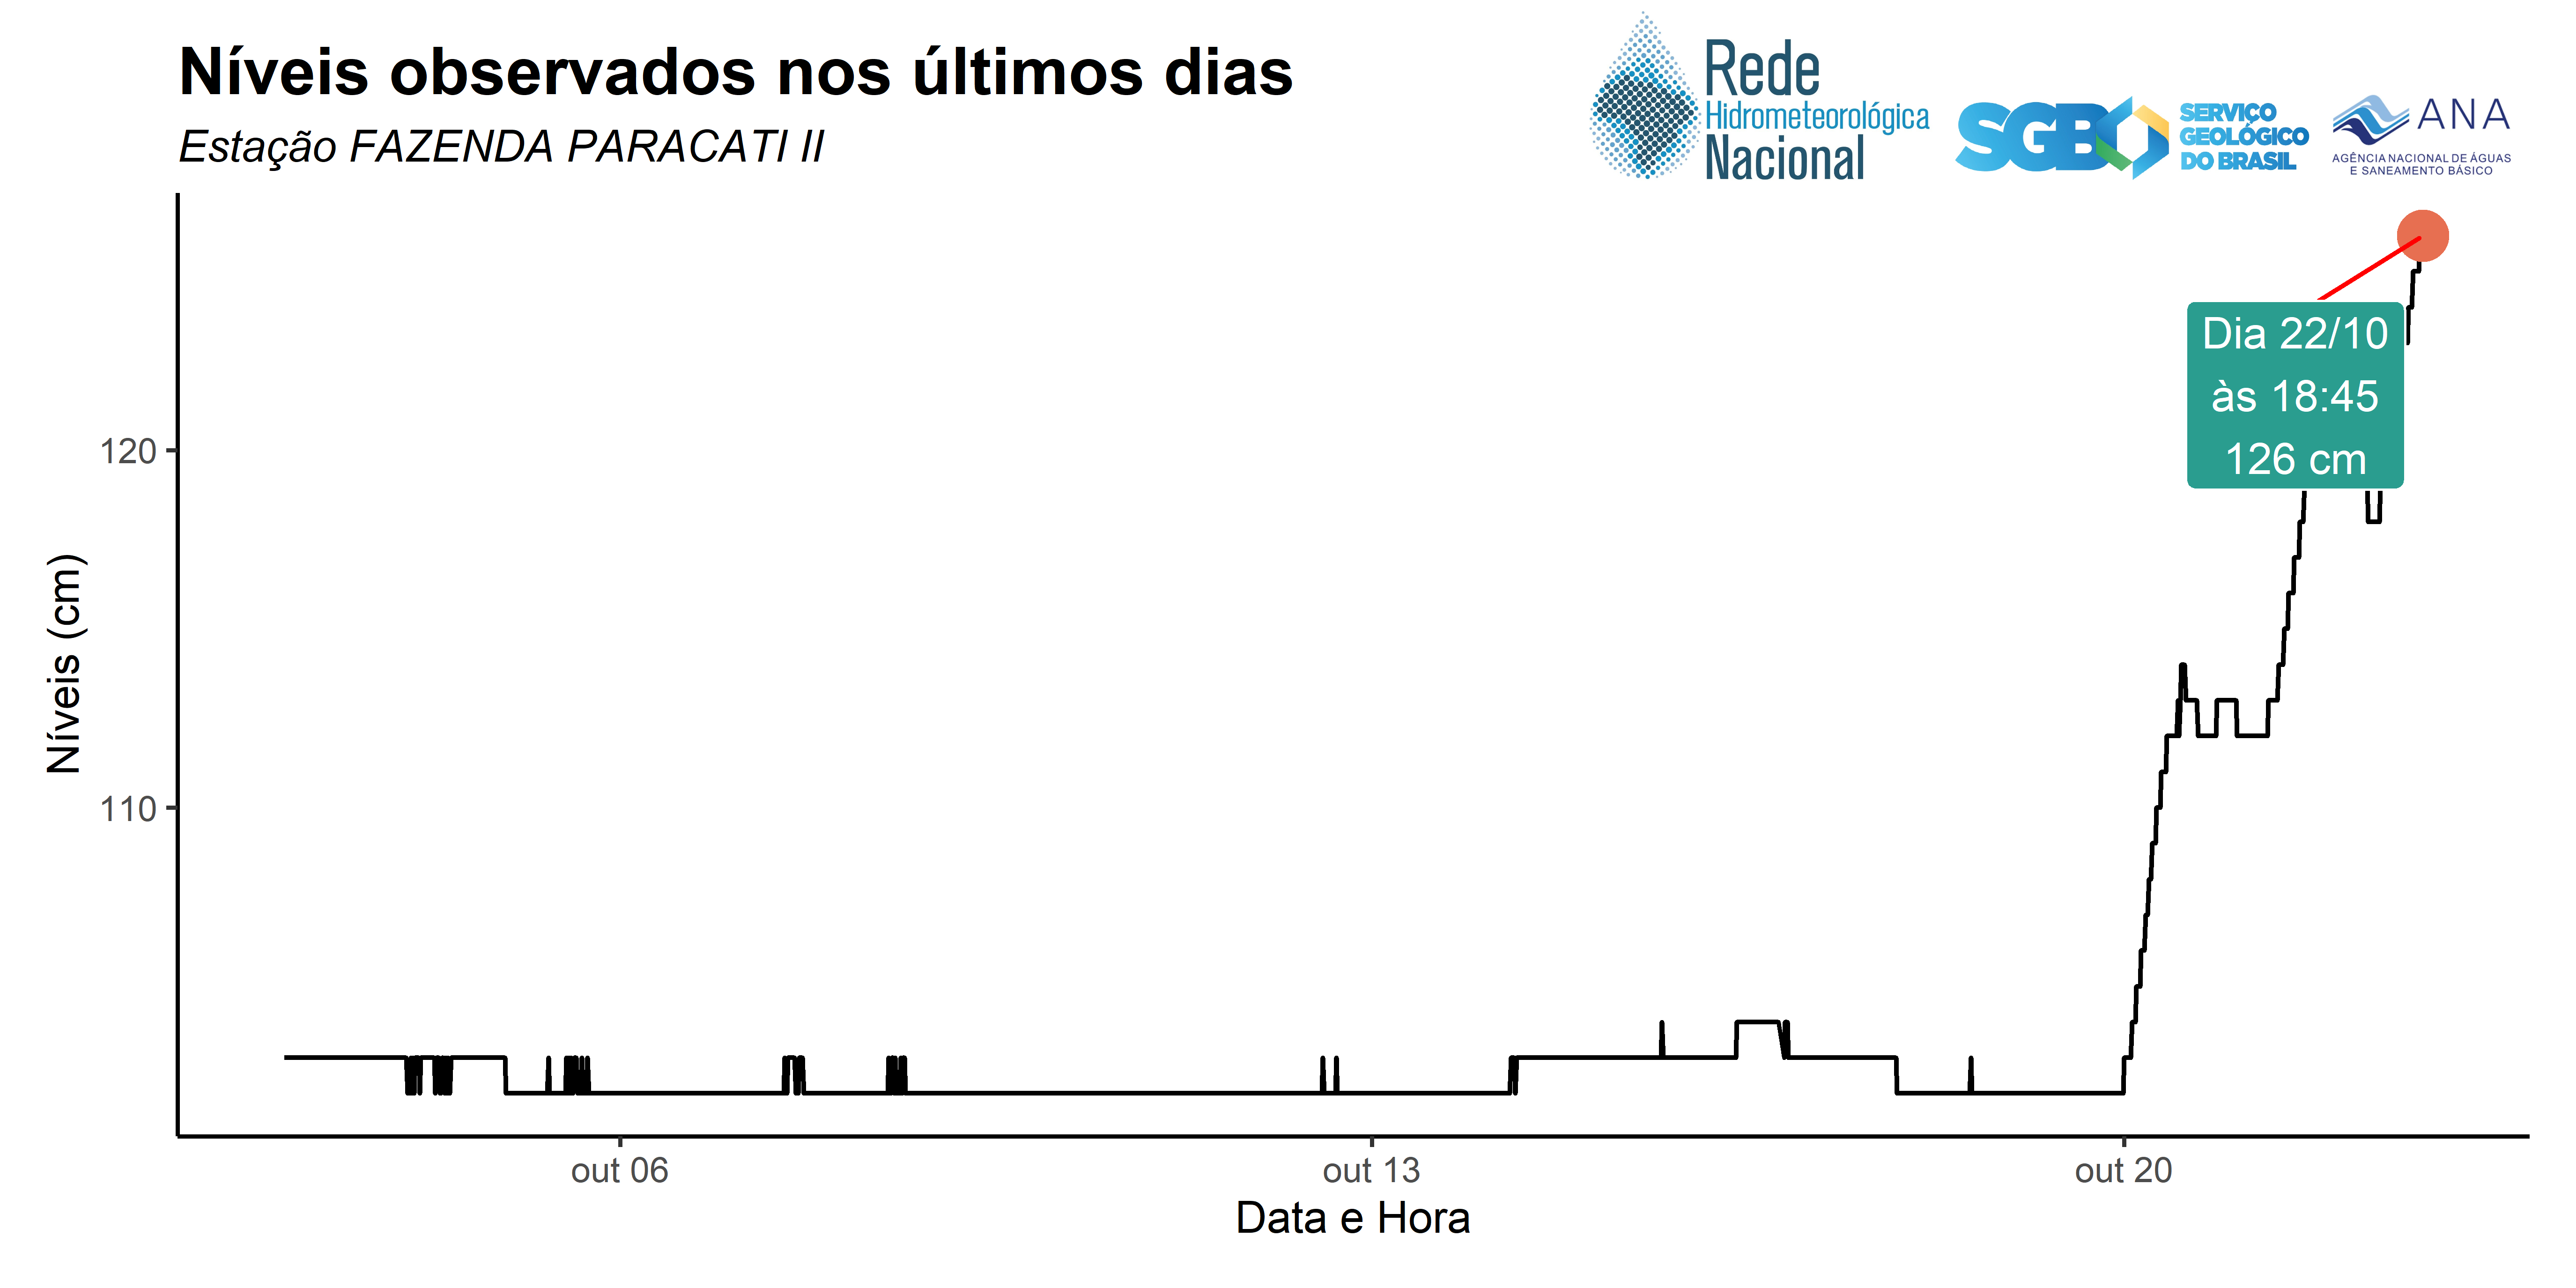 Níveis observados nos últimos dias
Estação FAZENDA PARACATI II
Rede
Hidrometeorológica
Nacional
SGB
SERVIÇO
GEOLÓGICO
DO BRASIL
ANA
AGÊNCIA NACIONAL DE ÁGUAS
E SANEAMENTO BÁSICO
Dia 22/10
às 18:45
126 cm
120
110
Níveis (cm)
out 06
out 13
out 20
Data e Hora